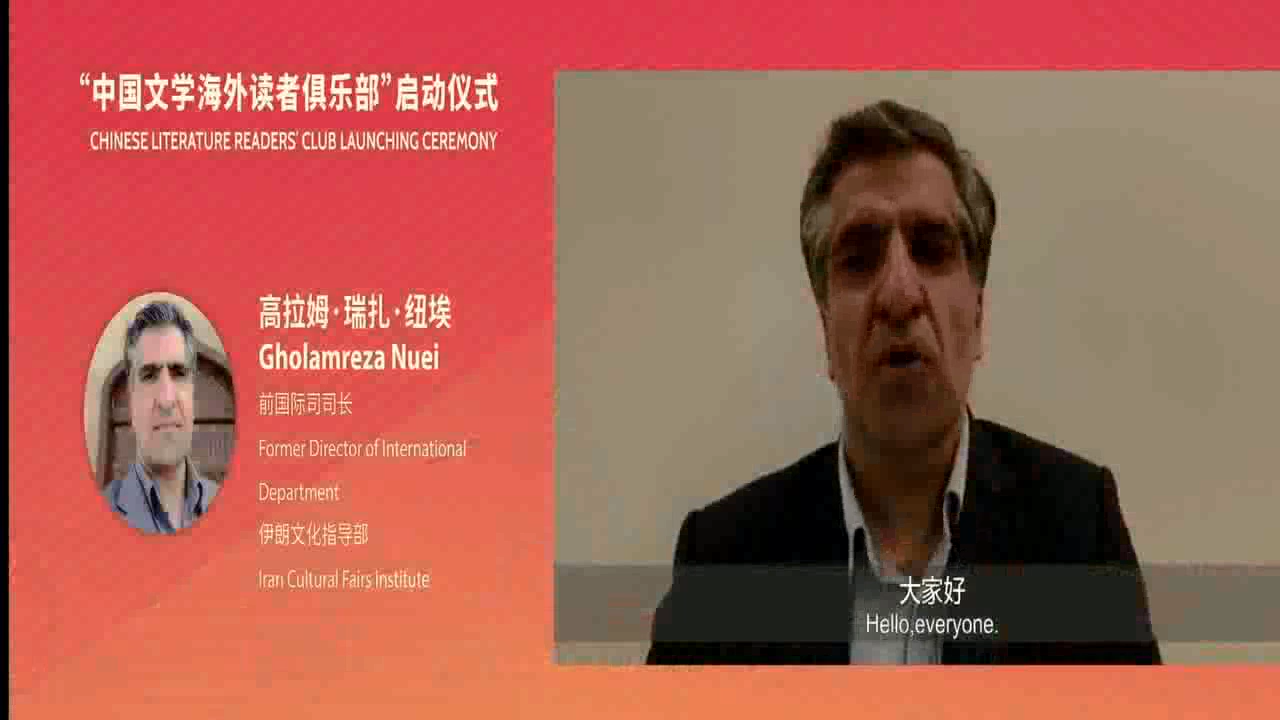 “中国文学海外读者俱乐部”启动仪式
CHINESE LITERATURE READERS' CLUB LAUNCHING CEREMONY
高拉姆·瑞扎·纽埃
Gholamreza Nuei
前国际司司长
Former Director of International
Department
伊朗文化指导部
Iran Cultural Fairs Institute
大家好
Hello,everyone.